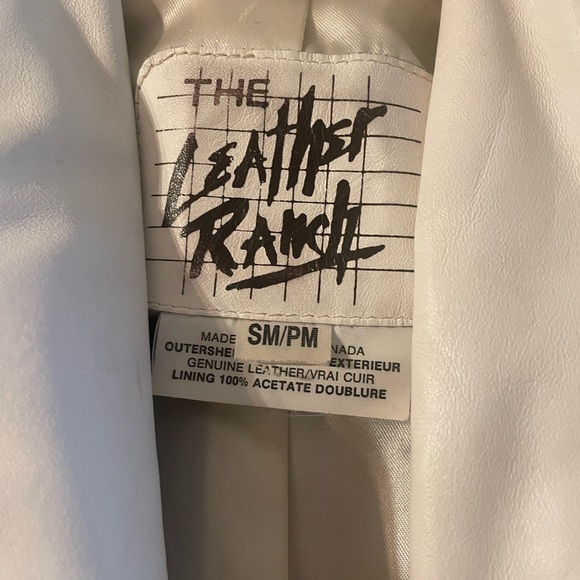 THE
Leather
Ranch
SM/PM
MADE NADA
OUTERSHE EXTERIEUR
GENUINE LEATHER/VRAI CUIR
LINING 100% ACETATE DOUBLURE